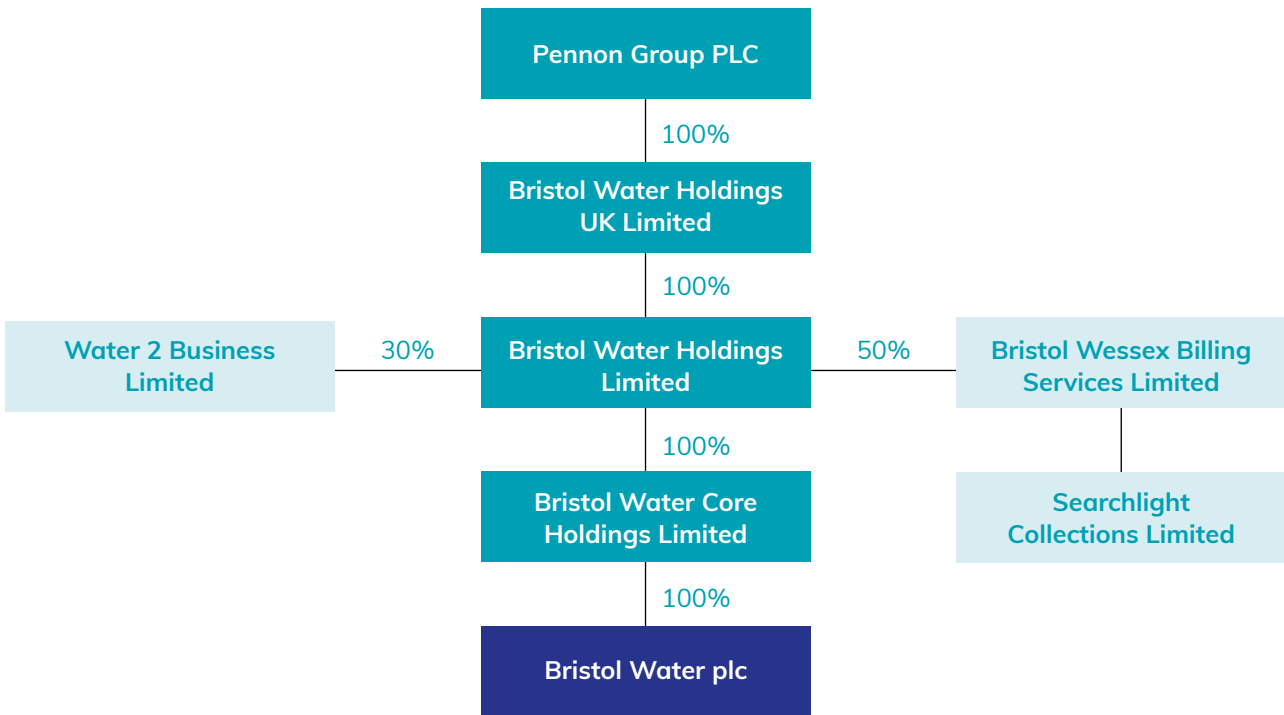 Pennon Group PLC
100%
Bristol Water Holdings
UK Limited
100%
Water 2 Business
Limited
30%
Bristol Water Holdings
Limited
50%
Bristol Wessex Billing
Services Limited
100%
Bristol Water Core
Holdings Limited
Searchlight
Collections Limited
100%
Bristol Water plc